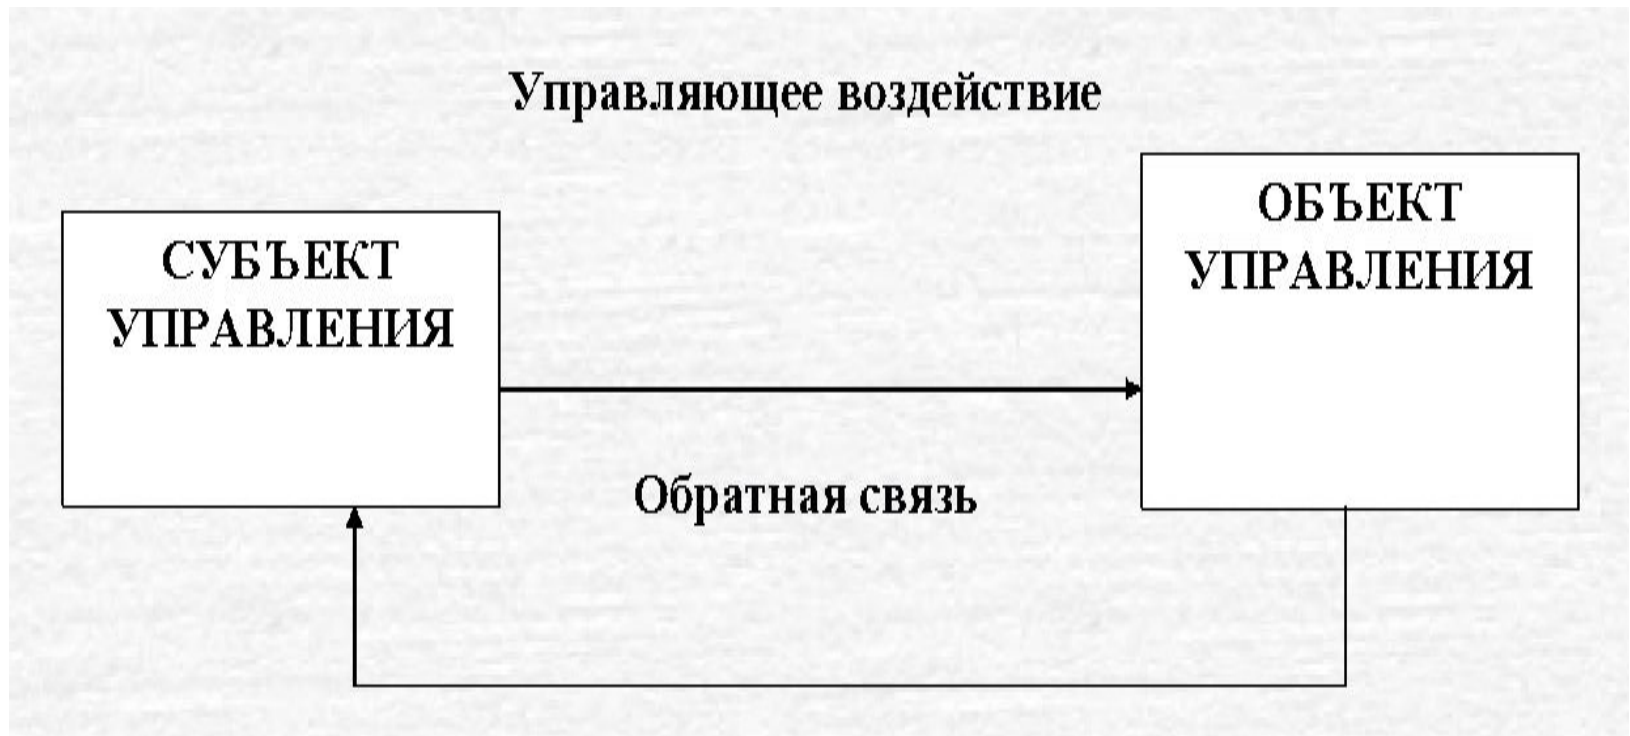 Управляющее воздействие
СУБЪЕКТ
УПРАВЛЕНИЯ
ОБЪЕКТ
УПРАВЛЕНИЯ
Обратная связь